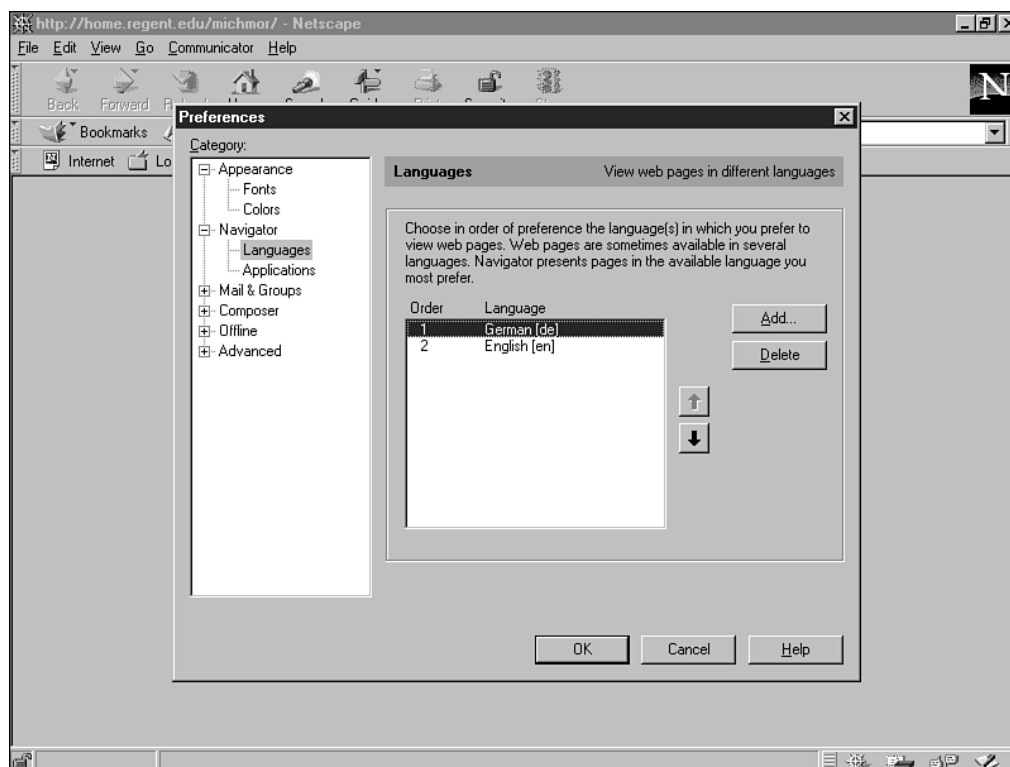 http://home.regent.edu/michmor/ - Netscape
File Edit View Go Communicator Help
Back Forward
N
Bookmarks
Internet Lo
Preferences
Category:
Appearance
Fonts
Colors
Navigator
Languages
Applications
Mail & Groups
Composer
Offline
Advanced
Languages View web pages in different languages
Choose in order of preference the language(s) in which you prefer to
view web pages. Web pages are sometimes available in several
languages. Navigator presents pages in the available language you
most prefer.
Order Language
1 German [de]
2 English [en]
Add...
Delete
OK Cancel Help